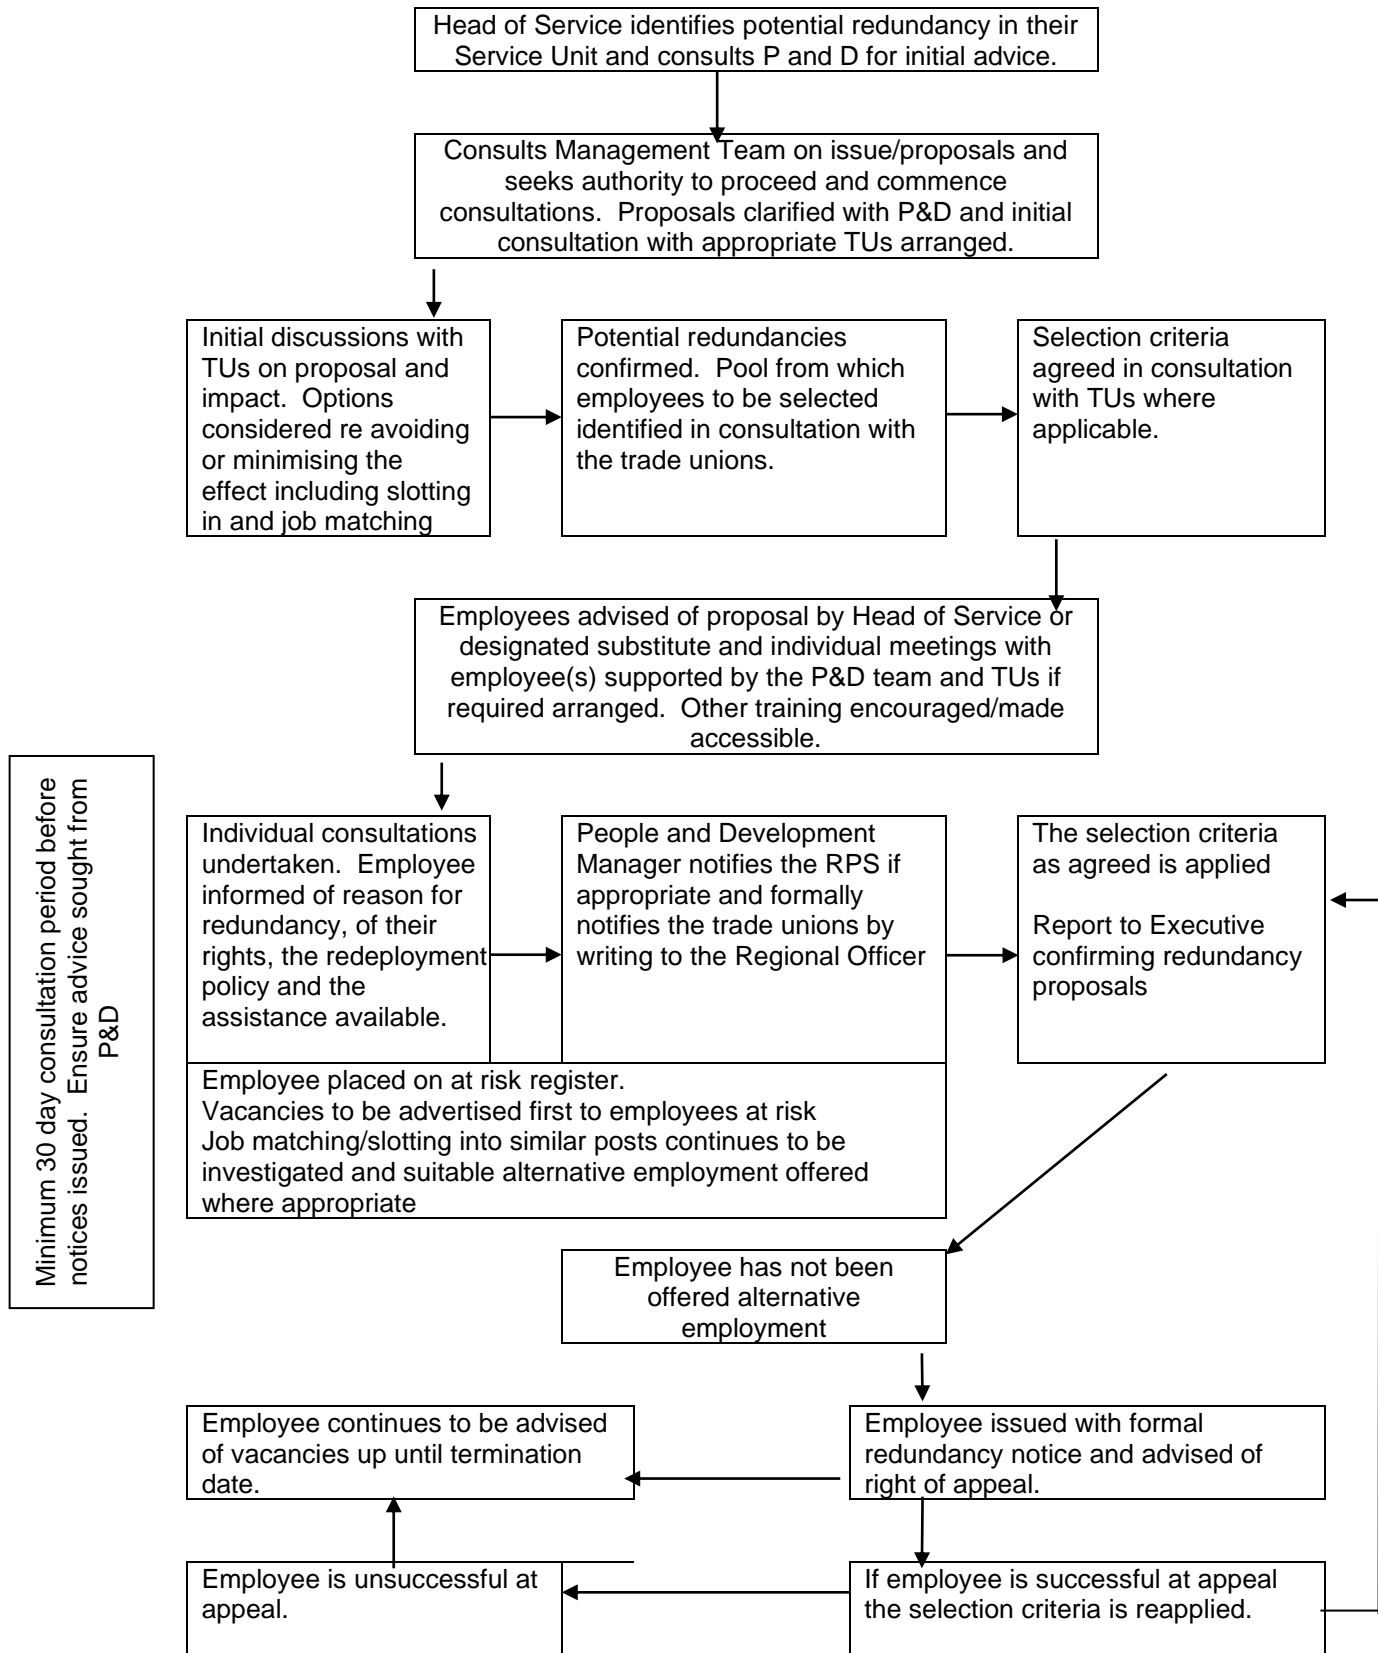 Head of Service identifies potential redundancy in their
Service Unit and consults P and D for initial advice.
Consults Management Team on issue/proposals and
seeks authority to proceed and commence
consultations.  Proposals clarified with P&D and initial
consultation with appropriate TUs arranged.
Initial discussions with
TUs on proposal and
impact.  Options
considered re avoiding
or minimising the
effect including slotting
in and job matching
Potential redundancies
confirmed.  Pool from which
employees to be selected
identified in consultation with
the trade unions.
Selection criteria
agreed in consultation
with TUs where
applicable.
Employees advised of proposal by Head of Service or
designated substitute and individual meetings with
employee(s) supported by the P&D team and TUs if
required arranged.  Other training encouraged/made
accessible.
Minimum 30 day consultation period before
notices issued.  Ensure advice sought from
P&D
Individual consultations
undertaken.  Employee
informed of reason for
redundancy, of their
rights, the redeployment
policy and the
assistance available.
People and Development
Manager notifies the RPS if
appropriate and formally
notifies the trade unions by
writing to the Regional Officer
The selection criteria
as agreed is applied
Report to Executive
confirming redundancy
proposals
Employee placed on at risk register.
Vacancies to be advertised first to employees at risk
Job matching/slotting into similar posts continues to be
investigated and suitable alternative employment offered
where appropriate
Employee has not been
offered alternative
employment
Employee continues to be advised
of vacancies up until termination
date.
Employee issued with formal
redundancy notice and advised of
right of appeal.
Employee is unsuccessful at
appeal.
If employee is successful at appeal
the selection criteria is reapplied.